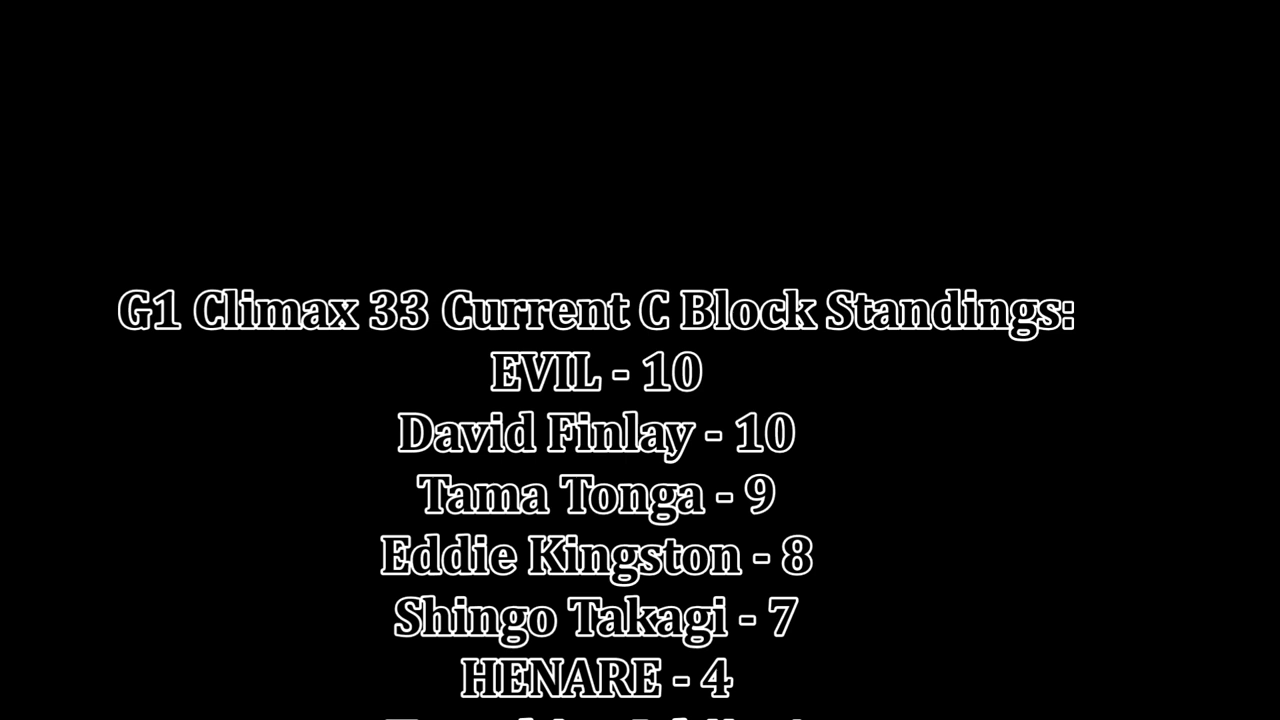 G1 Climax 33 Current C Block Standings:
EVIL - 10
David Finlay - 10
Tama Tonga - 9
Eddie Kingston - 8
Shingo Takagi - 7
HENARE - 4